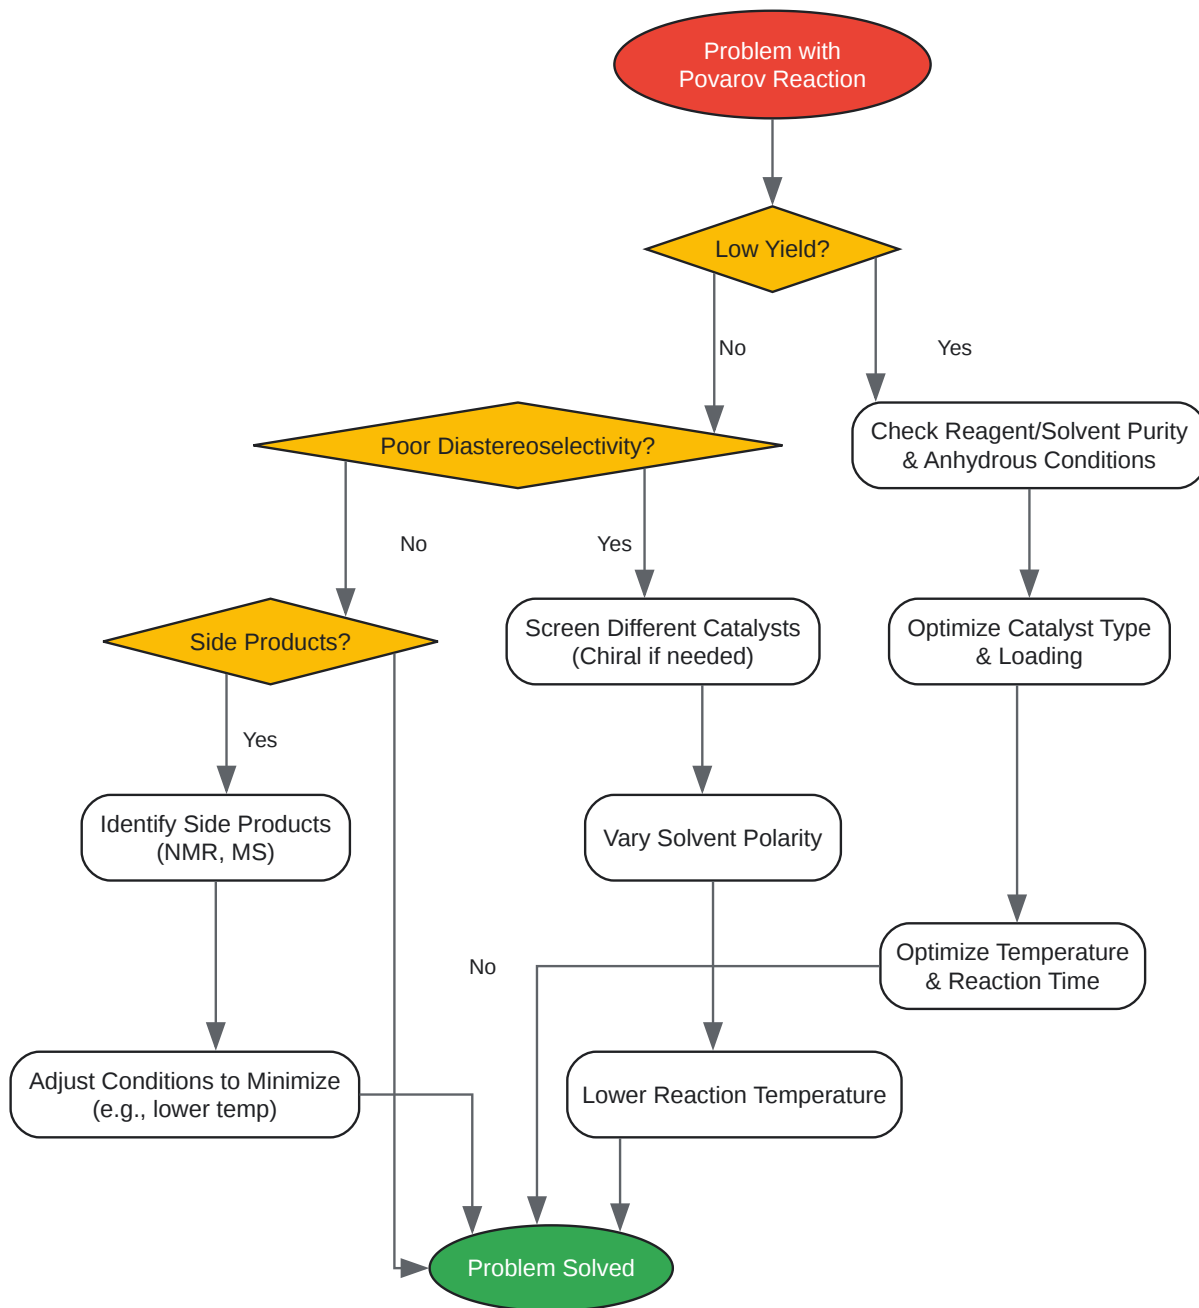 Problem with
Povarov Reaction
Low Yield?
No
Yes
Poor Diastereoselectivity?
Check Reagent/Solvent Purity
& Anhydrous Conditions
No
Yes
Side Products?
Screen Different Catalysts
(Chiral if needed)
Optimize Catalyst Type
& Loading
Yes
Identify Side Products
(NMR, MS)
Vary Solvent Polarity
No
Optimize Temperature
& Reaction Time
Adjust Conditions to Minimize
(e.g., lower temp)
Lower Reaction Temperature
Problem Solved